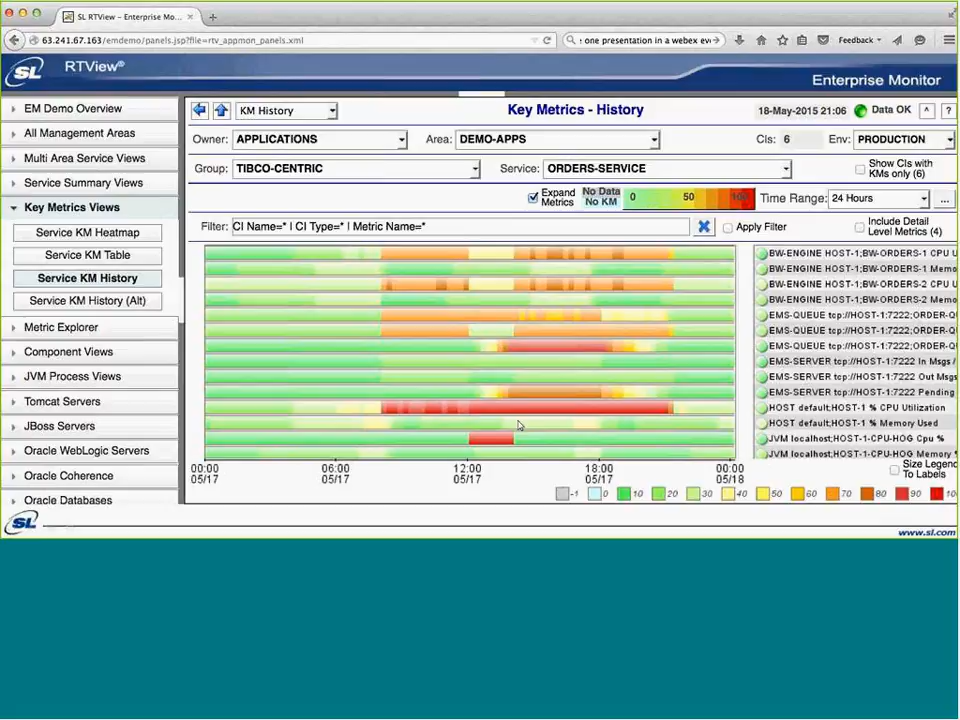 SL RTView – Enterprise Mo...
63.241.67.163/emdemo/panels.jsp?file=rtv_appmon_panels.xml
one presentation in a webex eve
Feedback
SL RTView® Enterprise Monitor
EM Demo Overview
All Management Areas
Multi Area Service Views
Service Summary Views
Key Metrics Views
Service KM Heatmap
Service KM Table
Service KM History
Service KM History (Alt)
Metric Explorer
Component Views
JVM Process Views
Tomcat Servers
JBoss Servers
Oracle WebLogic Servers
Oracle Coherence
Oracle Databases
KM History
Key Metrics - History
18-May-2015 21:06 Data OK ^ ?
Owner: APPLICATIONS Area: DEMO-APPS CIs: 6 Env: PRODUCTION
Group: TIBCO-CENTRIC Service: ORDERS-SERVICE Show CIs with KMs only (6)
Expand Metrics No Data No KM 0 50 100 Time Range: 24 Hours ...
Filter: CI Name=* | CI Type=* | Metric Name=* Apply Filter Include Detail Level Metrics (4)
BW-ENGINE HOST-1;BW-ORDERS-1 CPU U
BW-ENGINE HOST-1;BW-ORDERS-1 Memo
BW-ENGINE HOST-1;BW-ORDERS-2 CPU U
BW-ENGINE HOST-1;BW-ORDERS-2 Memo
EMS-QUEUE tcp://HOST-1:7222;ORDER-QU
EMS-QUEUE tcp://HOST-1:7222;ORDER-QU
EMS-QUEUE tcp://HOST-1:7222;ORDER-QU
EMS-SERVER tcp://HOST-1:7222 In Msgs /
EMS-SERVER tcp://HOST-1:7222 Out Msgs
EMS-SERVER tcp://HOST-1:7222 Pending
HOST default;HOST-1 % CPU Utilization
HOST default;HOST-1 % Memory Used
JVM localhost;HOST-1-CPU-HOG Cpu %
JVM localhost;HOST-1-CPU-HOG Memory %
00:00 06:00 12:00 18:00 00:00
05/17 05/17 05/17 05/17 05/18
Size Legend To Labels
-1 0 10 20 30 40 50 60 70 80 90 100
SL
www.sl.com